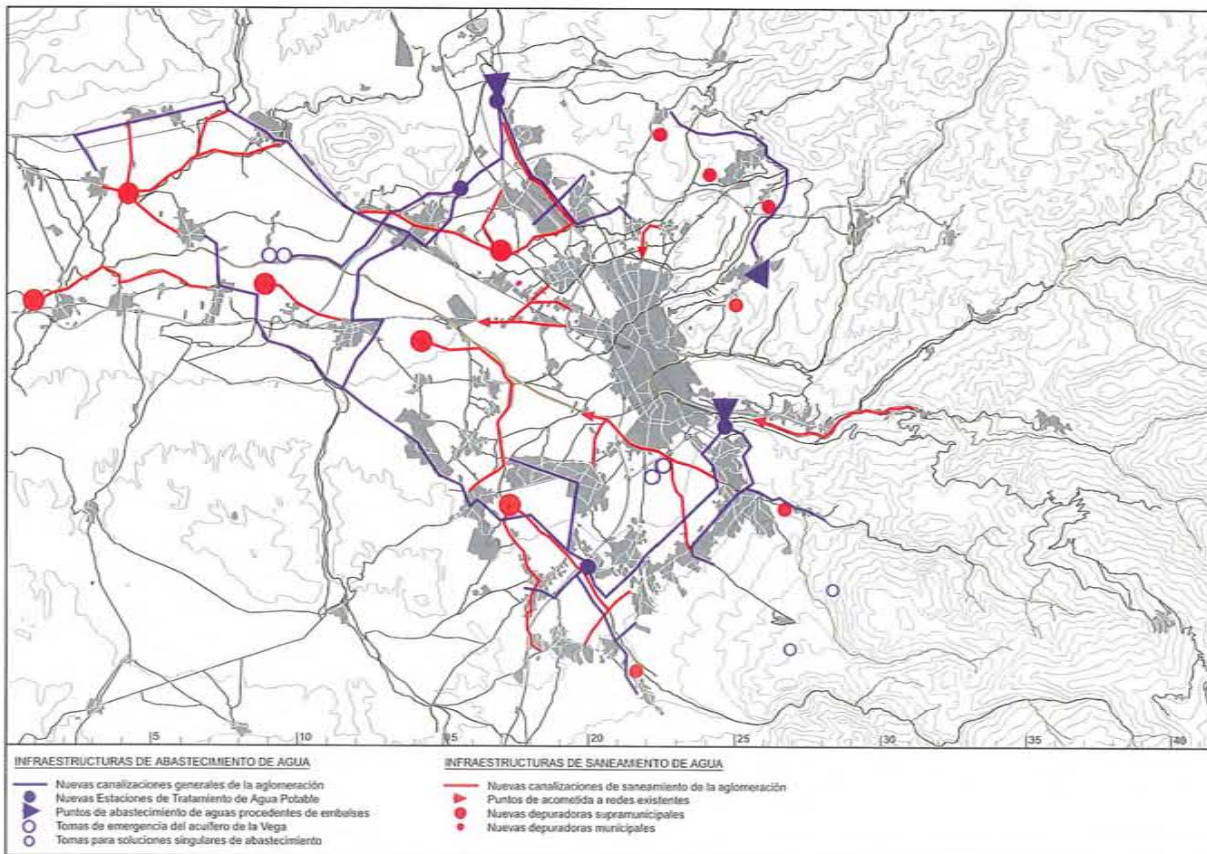 5 10 15 20 25 30 35 40
INFRAESTRUCTURAS DE ABASTECIMIENTO DE AGUA
Nuevas canalizaciones generales de la aglomeración
Nuevas Estaciones de Tratamiento de Agua Potable
Puntos de abastecimiento de aguas procedentes de embalses
Tomas de emergencia del acuífero de la Vega
Tomas para soluciones singulares de abastecimiento
INFRAESTRUCTURAS DE SANEAMIENTO DE AGUA
Nuevas canalizaciones de saneamiento de la aglomeración
Puntos de acometida a redes existentes
Nuevas depuradoras supramunicipales
Nuevas depuradoras municipales